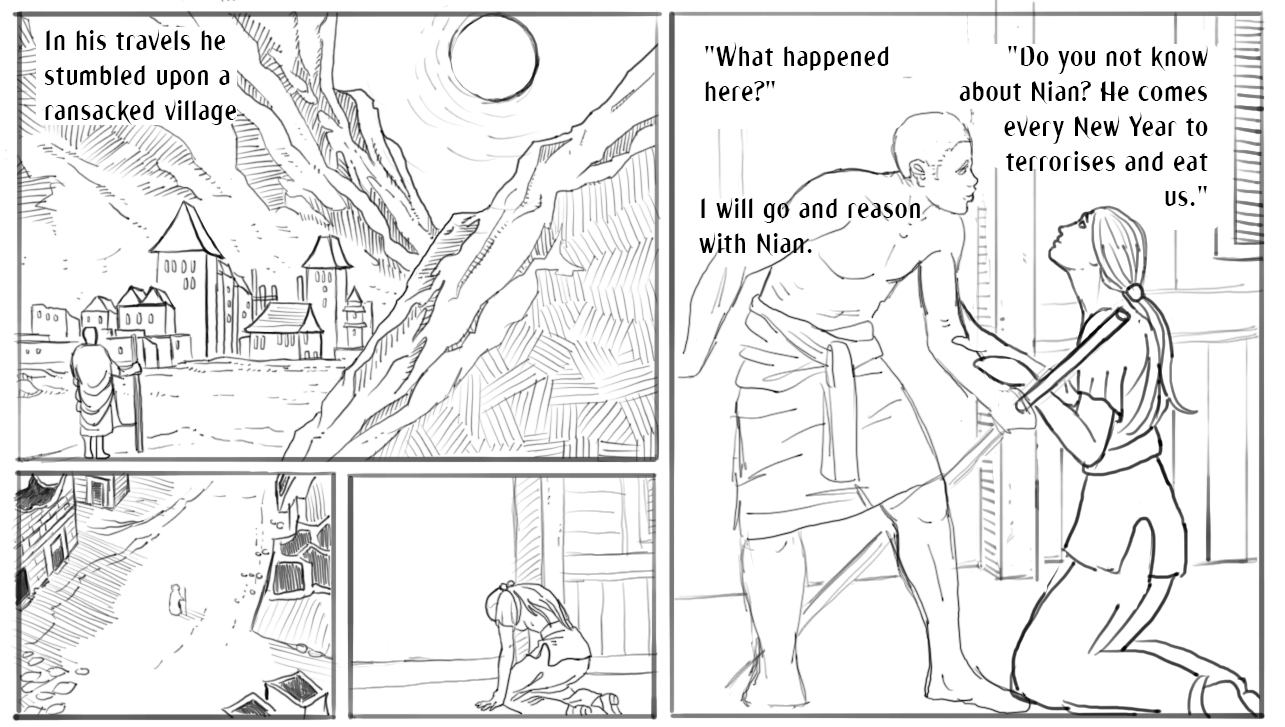 In his travels he
stumbled upon a
ransacked village
"What happened
here?"
"Do you not know
about Nian? He comes
every New Year to
terrorises and eat
us."
I will go and reason
with Nian.